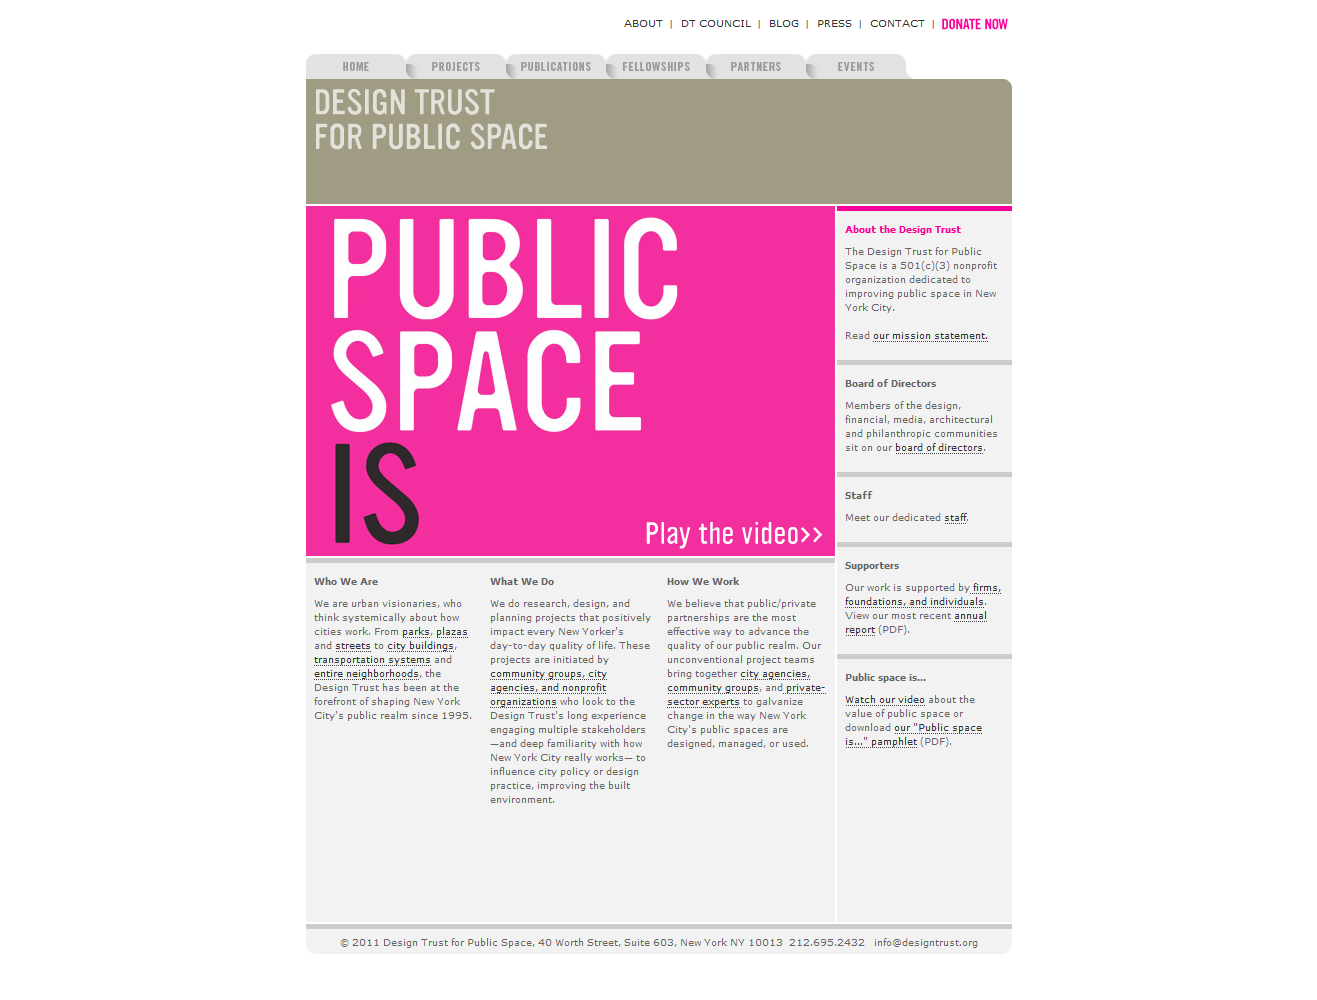 ABOUT | DT COUNCIL | BLOG | PRESS | CONTACT | DONATE NOW
HOME PROJECTS PUBLICATIONS FELLOWSHIPS PARTNERS EVENTS
DESIGN TRUST
FOR PUBLIC SPACE
PUBLIC
SPACE
IS
Play the video>>
Who We Are
We are urban visionaries, who
think systemically about how
cities work. From parks, plazas
and streets to city buildings,
transportation systems and
entire neighborhoods, the
Design Trust has been at the
forefront of shaping New York
City's public realm since 1995.
What We Do
We do research, design, and
planning projects that positively
impact every New Yorker's
day-to-day quality of life. These
projects are initiated by
community groups, city
agencies, and nonprofit
organizations who look to the
Design Trust's long experience
engaging multiple stakeholders
—and deep familiarity with how
New York City really works— to
influence city policy or design
practice, improving the built
environment.
How We Work
We believe that public/private
partnerships are the most
effective way to advance the
quality of our public realm. Our
unconventional project teams
bring together city agencies,
community groups, and private-
sector experts to galvanize
change in the way New York
City's public spaces are
designed, managed, or used.
About the Design Trust
The Design Trust for Public
Space is a 501(c)(3) nonprofit
organization dedicated to
improving public space in New
York City.
Read our mission statement.
Board of Directors
Members of the design,
financial, media, architectural
and philanthropic communities
sit on our board of directors.
Staff
Meet our dedicated staff.
Supporters
Our work is supported by firms,
foundations, and individuals.
View our most recent annual
report (PDF).
Public space is...
Watch our video about the
value of public space or
download our "Public space
is..." pamphlet (PDF).
© 2011 Design Trust for Public Space, 40 Worth Street, Suite 603, New York NY 10013 212.695.2432 info@designtrust.org